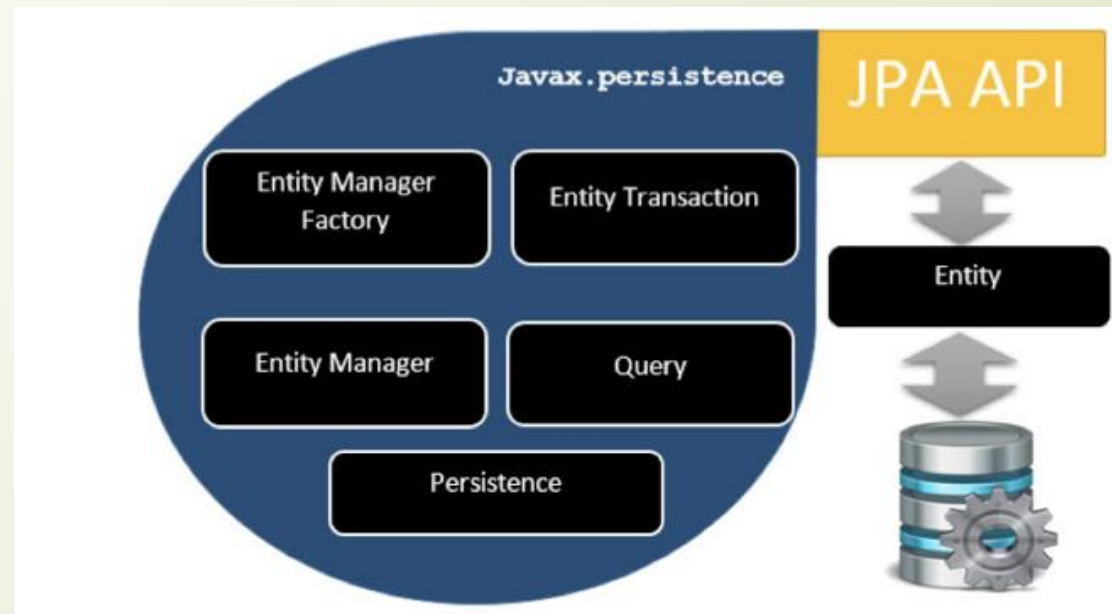 Javax.persistence
JPA API
Entity Manager
Factory
Entity Transaction
Entity
Entity Manager
Query
Persistence